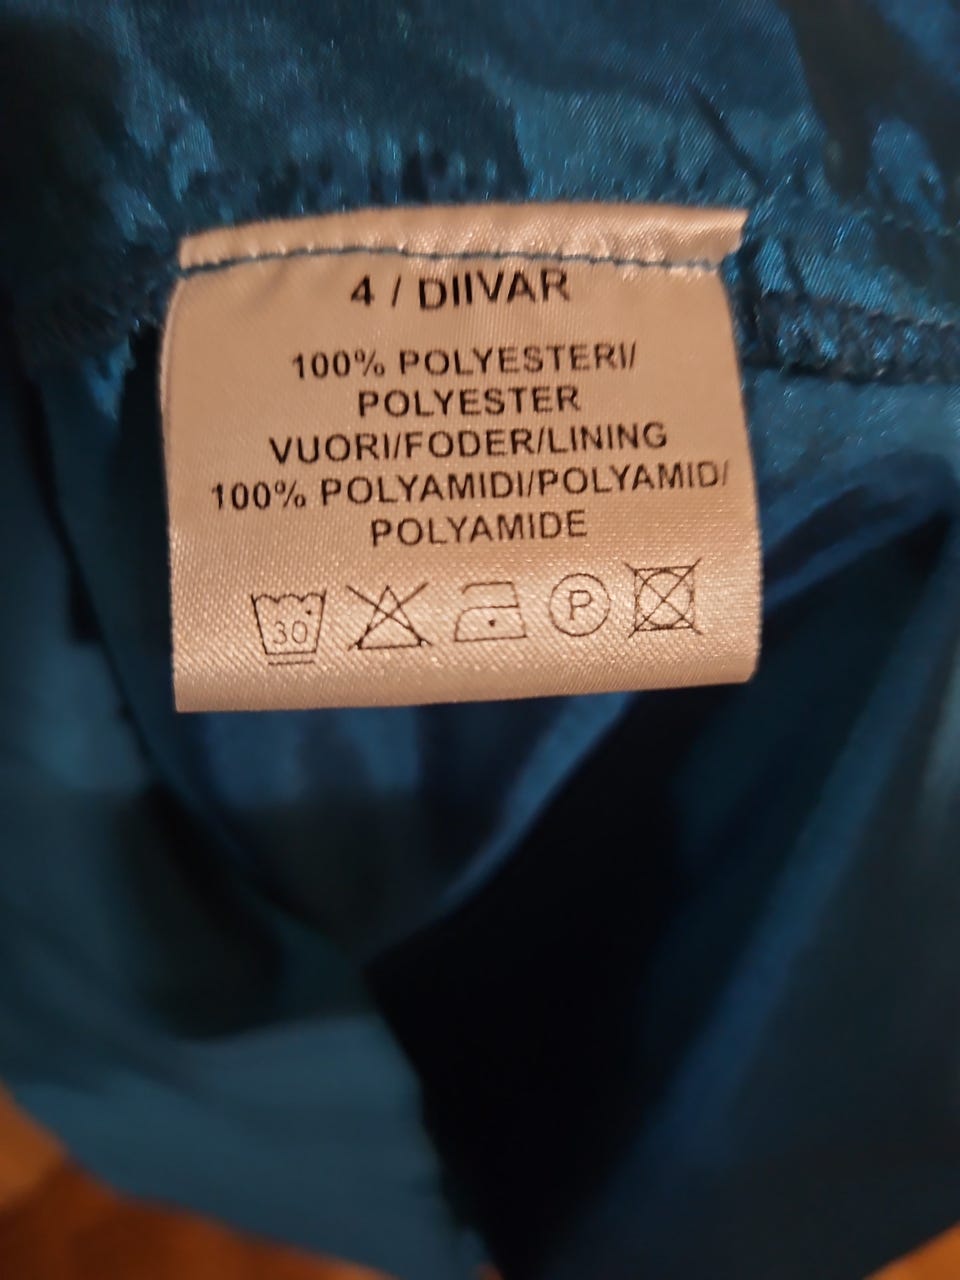 4 / DIIVAR
100% POLYESTERI/
POLYESTER
VUORI/FODER/LINING
100% POLYAMIDI/POLYAMID/
POLYAMIDE
30 P